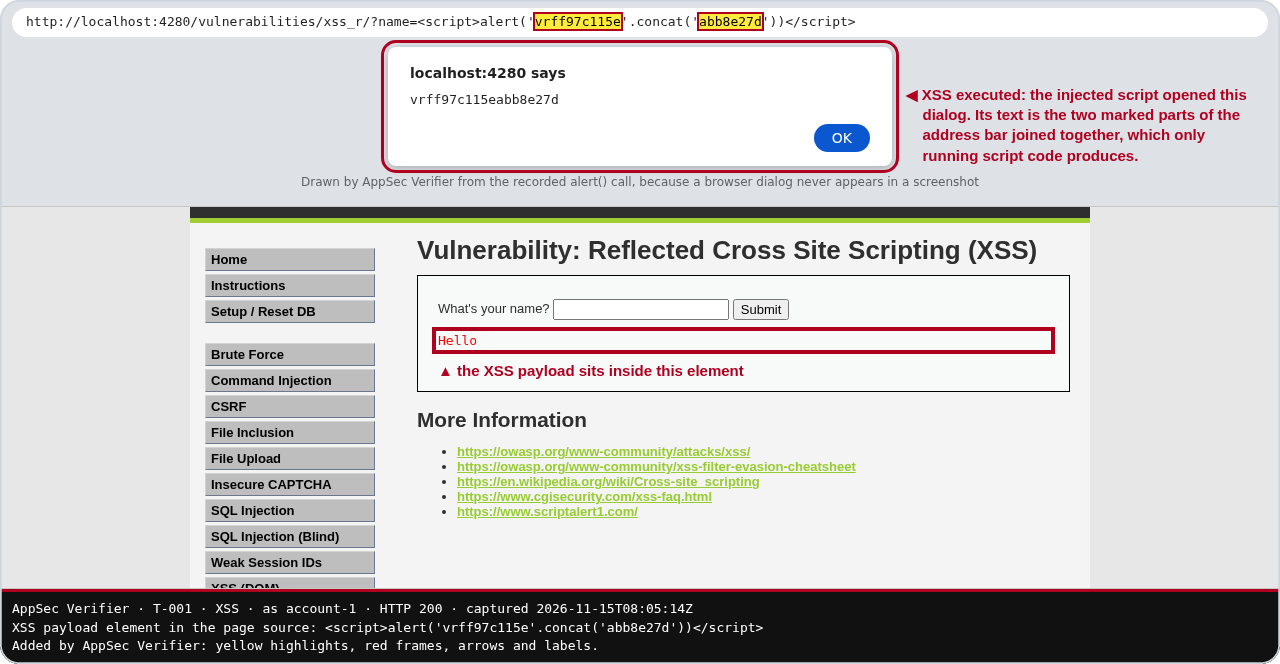 http://localhost:4280/vulnerabilities/xss_r/?name=<script>alert('vrff97c115e'.concat('abb8e27d'))</script>
localhost:4280 says
vrff97c115eabb8e27d
OK
◀ XSS executed: the injected script opened this
dialog. Its text is the two marked parts of the
address bar joined together, which only
running script code produces.
Drawn by AppSec Verifier from the recorded alert() call, because a browser dialog never appears in a screenshot
Home
Instructions
Setup / Reset DB
Brute Force
Command Injection
CSRF
File Inclusion
File Upload
Insecure CAPTCHA
SQL Injection
SQL Injection (Blind)
Weak Session IDs
XSS (DOM)
Vulnerability: Reflected Cross Site Scripting (XSS)
What's your name? Submit
Hello
▲ the XSS payload sits inside this element
More Information
• https://owasp.org/www-community/attacks/xss/
• https://owasp.org/www-community/xss-filter-evasion-cheatsheet
• https://en.wikipedia.org/wiki/Cross-site_scripting
• https://www.cgisecurity.com/xss-faq.html
• https://www.scriptalert1.com/
AppSec Verifier · T-001 · XSS · as account-1 · HTTP 200 · captured 2026-11-15T08:05:14Z
XSS payload element in the page source: <script>alert('vrff97c115e'.concat('abb8e27d'))</script>
Added by AppSec Verifier: yellow highlights, red frames, arrows and labels.